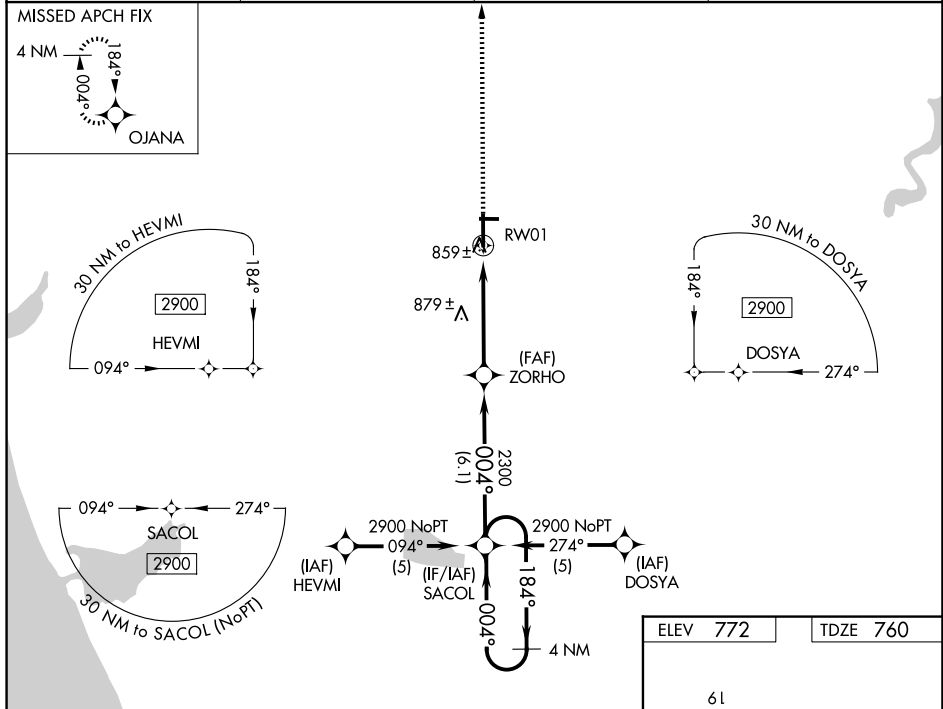 MISSED APCH FIX
4 NM
184°
004°
OJANA
RW01
859±
879±
30 NM to HEVMI
184°
2900
HEVMI
094°
30 NM to DOSYA
184°
2900
DOSYA
274°
(FAF)
ZORHO
2300
004°
(6.1)
094°
274°
SACOL
2900
30 NM to SACOL (NoPT)
2900 NoPT
094°
(5)
(IAF)
HEVMI
(IF/IAF)
SACOL
2900 NoPT
274°
(5)
(IAF)
DOSYA
184°
004°
4 NM
ELEV 772
TDZE 760
19